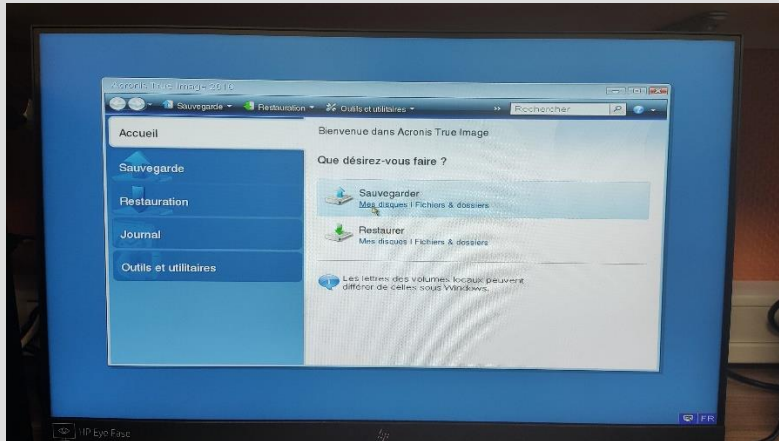 Acronis True Image 2016
Sauvegarde Restauration Outils et utilitaires Rechercher
Accueil
Sauvegarde
Restauration
Journal
Outils et utilitaires
Bienvenue dans Acronis True Image
Que désirez-vous faire ?
Sauvegarder
Mes disques | Fichiers & dossiers
Restaurer
Mes disques | Fichiers & dossiers
Les lettres des volumes locaux peuvent
différer de celles sous Windows.
FR
HP Eye Ease
hp